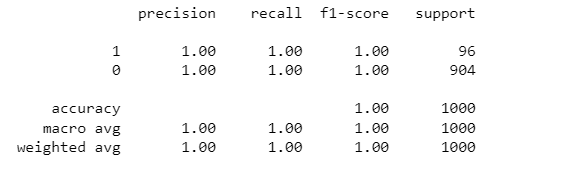 precision recall f1-score support
1 1.00 1.00 1.00 96
0 1.00 1.00 1.00 904
accuracy 1.00 1000
macro avg 1.00 1.00 1.00 1000
weighted avg 1.00 1.00 1.00 1000